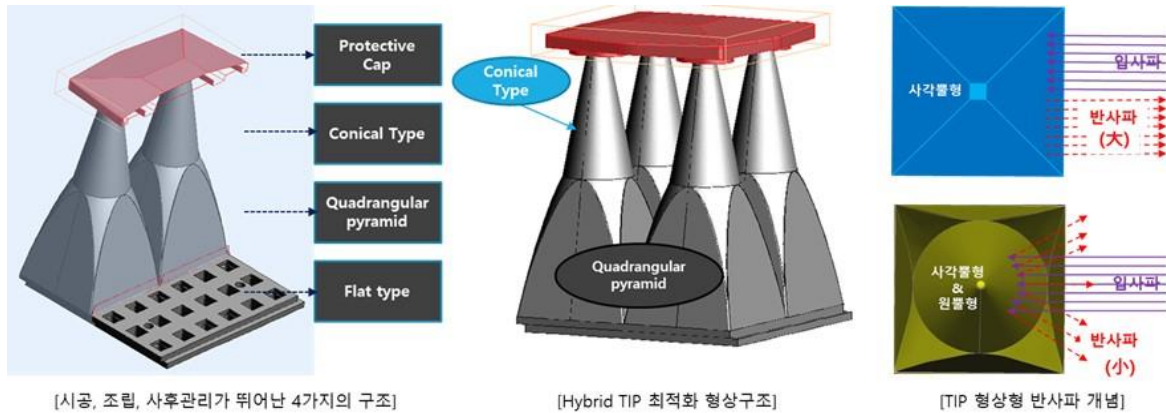 Protective
Cap
Conical Type
Quadrangular
pyramid
Flat type
[시공, 조립, 사후관리가 뛰어난 4가지의 구조]
Conical
Type
Quadrangular
pyramid
[Hybrid TIP 최적화 형상구조]
사각뿔형
입사파
반사파
(大)
사각뿔형
&
원뿔형
입사파
반사파
(小)
[TIP 형상형 반사파 개념]